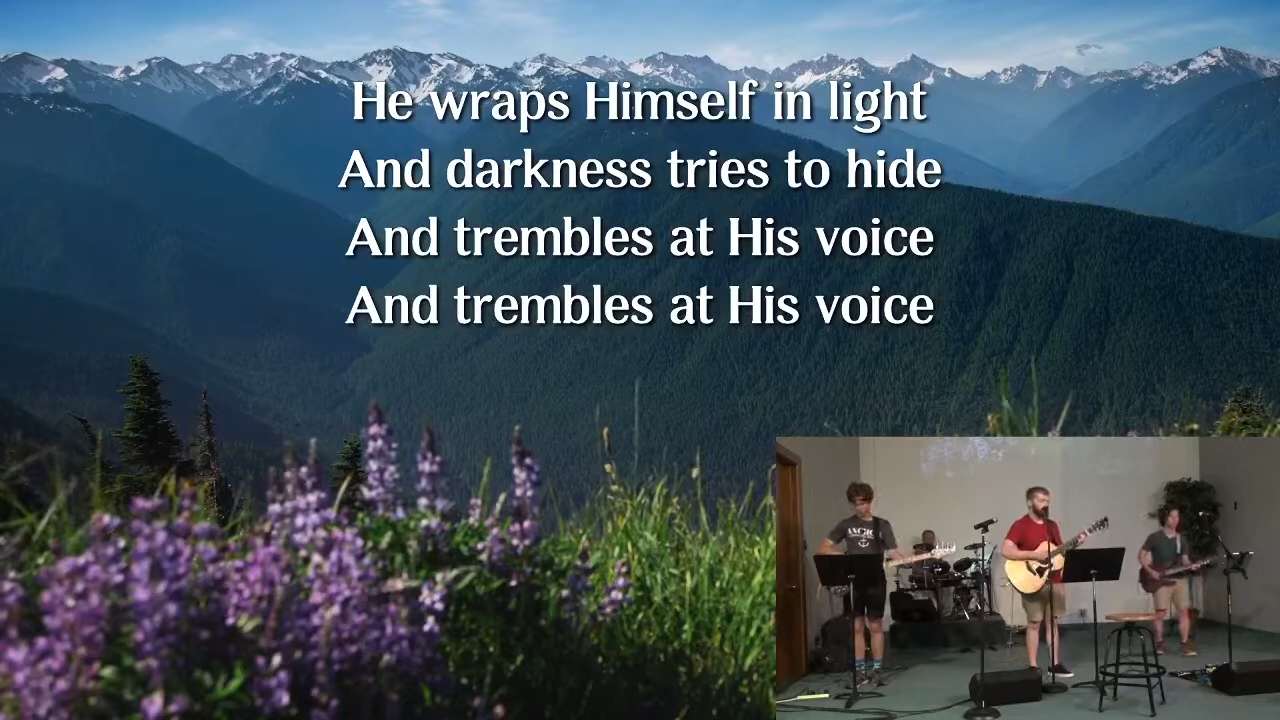 He wraps Himself in light
And darkness tries to hide
And trembles at His voice
And trembles at His voice